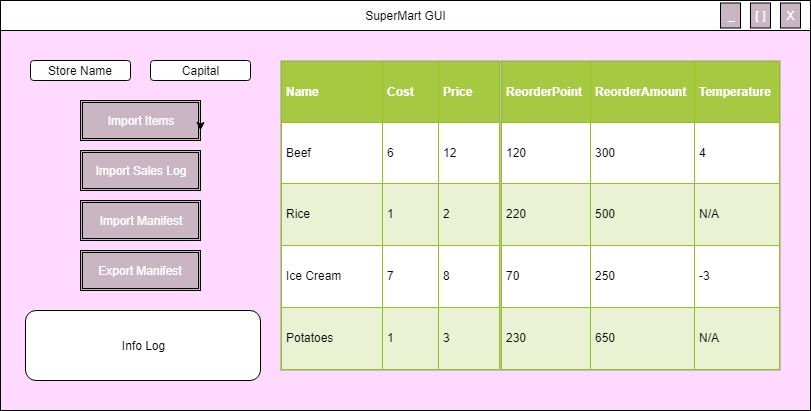 SuperMart GUI
_ [ ] X
Store Name Capital
Import Items
Import Sales Log
Import Manifest
Export Manifest
Info Log
Name Cost Price ReorderPoint ReorderAmount Temperature
Beef 6 12 120 300 4
Rice 1 2 220 500 N/A
Ice Cream 7 8 70 250 -3
Potatoes 1 3 230 650 N/A